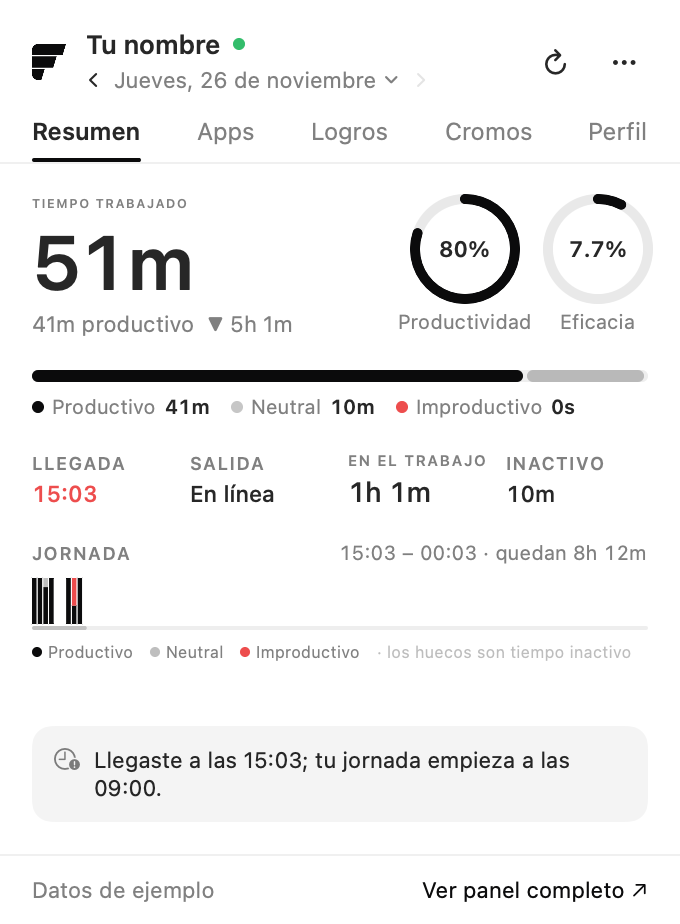 Tu nombre
Jueves, 26 de noviembre
Resumen Apps Logros Cromos Perfil
TIEMPO TRABAJADO
51m
41m productivo ▼ 5h 1m
80%
Productividad
7.7%
Eficacia
Productivo 41m Neutral 10m Improductivo 0s
LLEGADA SALIDA EN EL TRABAJO INACTIVO
15:03 En línea 1h 1m 10m
JORNADA 15:03 – 00:03 · quedan 8h 12m
Productivo Neutral Improductivo · los huecos son tiempo inactivo
Llegaste a las 15:03; tu jornada empieza a las
09:00.
Datos de ejemplo Ver panel completo ↗